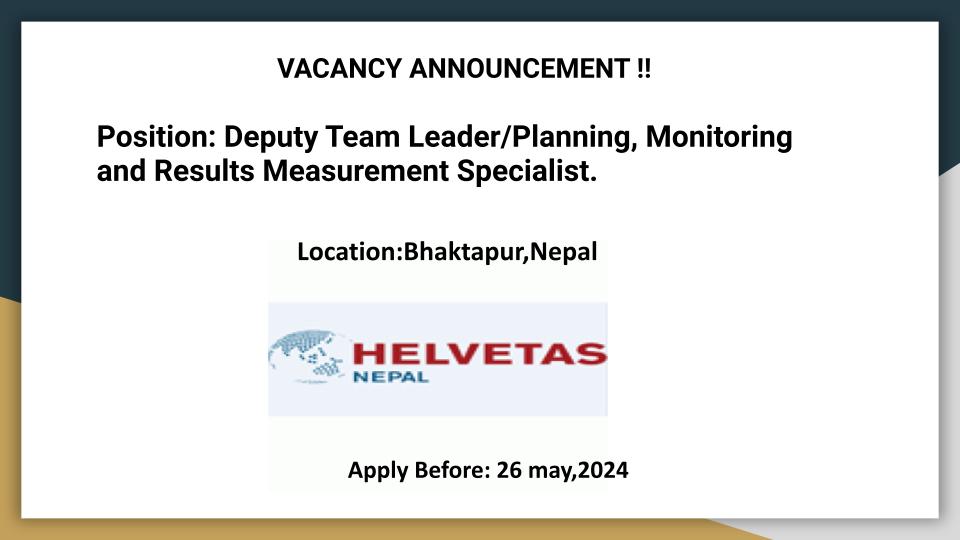 VACANCY ANNOUNCEMENT !!
Position: Deputy Team Leader/Planning, Monitoring
and Results Measurement Specialist.
Location:Bhaktapur,Nepal
HELVETAS
NEPAL
Apply Before: 26 may,2024